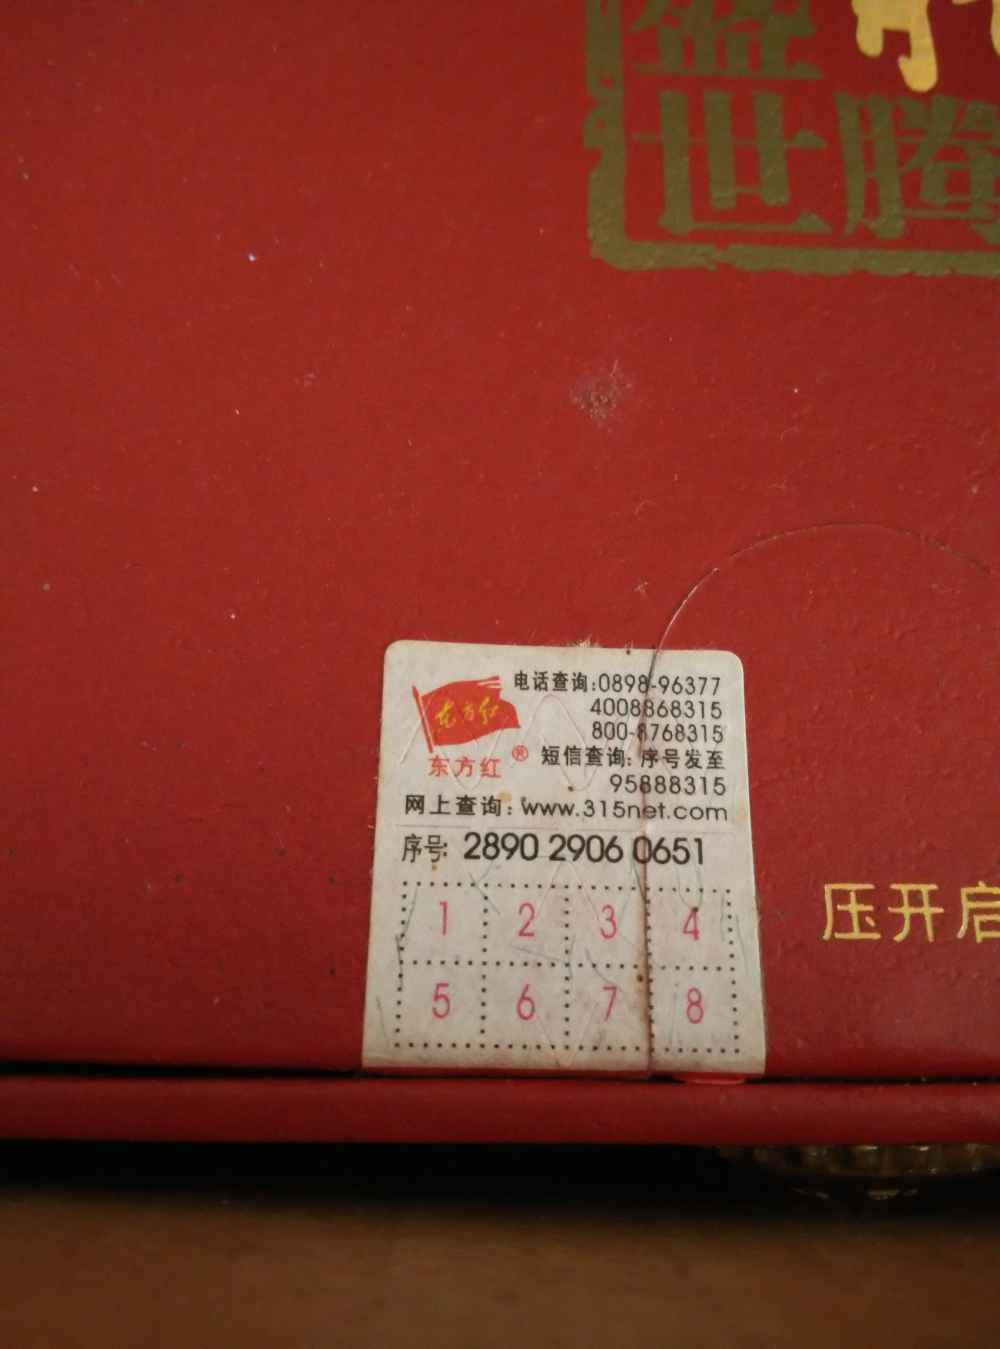 盛
世腾
东方红
东方红®
电话查询:0898-96377
4008868315
800-8768315
短信查询:序号发至
95888315
网上查询:www.315net.com
序号:2890 2906 0651
1 2 3 4
5 6 7 8
压开启